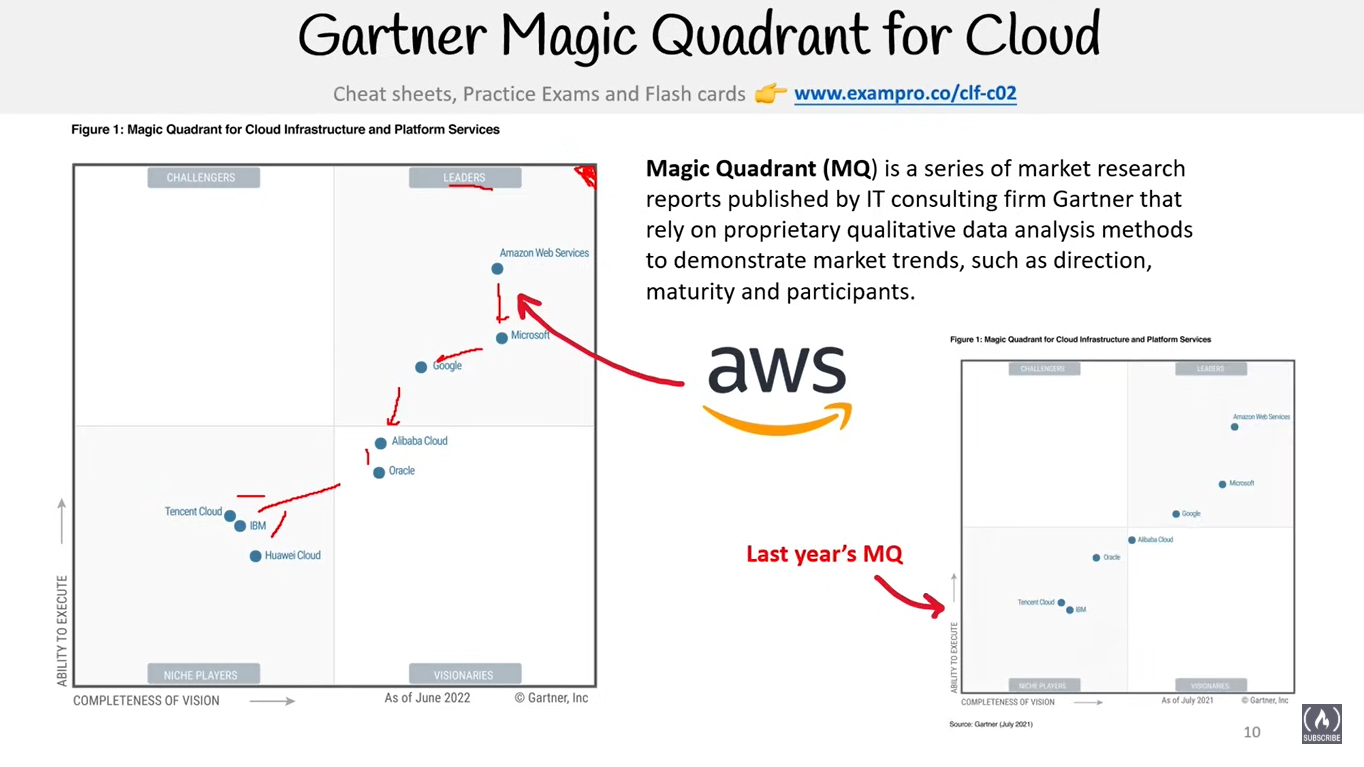 Gartner Magic Quadrant for Cloud
Cheat sheets, Practice Exams and Flash cards 👉 www.exampro.co/clf-c02
Figure 1: Magic Quadrant for Cloud Infrastructure and Platform Services
CHALLENGERS
LEADERS
Amazon Web Services
Microsoft
Google
Alibaba Cloud
Oracle
Tencent Cloud
IBM
Huawei Cloud
NICHE PLAYERS
VISIONARIES
ABILITY TO EXECUTE
COMPLETENESS OF VISION
As of June 2022
© Gartner, Inc
Magic Quadrant (MQ) is a series of market research
reports published by IT consulting firm Gartner that
rely on proprietary qualitative data analysis methods
to demonstrate market trends, such as direction,
maturity and participants.
aws
Last year’s MQ
Figure 1: Magic Quadrant for Cloud Infrastructure and Platform Services
CHALLENGERS
LEADERS
Amazon Web Services
Microsoft
Google
Alibaba Cloud
Oracle
Tencent Cloud
IBM
NICHE PLAYERS
VISIONARIES
ABILITY TO EXECUTE
COMPLETENESS OF VISION
As of July 2021
© Gartner, Inc
Source: Gartner (July 2021)
10
SUBSCRIBE